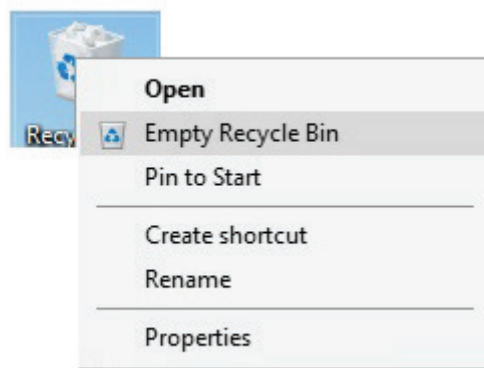 Recy
Open
Empty Recycle Bin
Pin to Start
Create shortcut
Rename
Properties